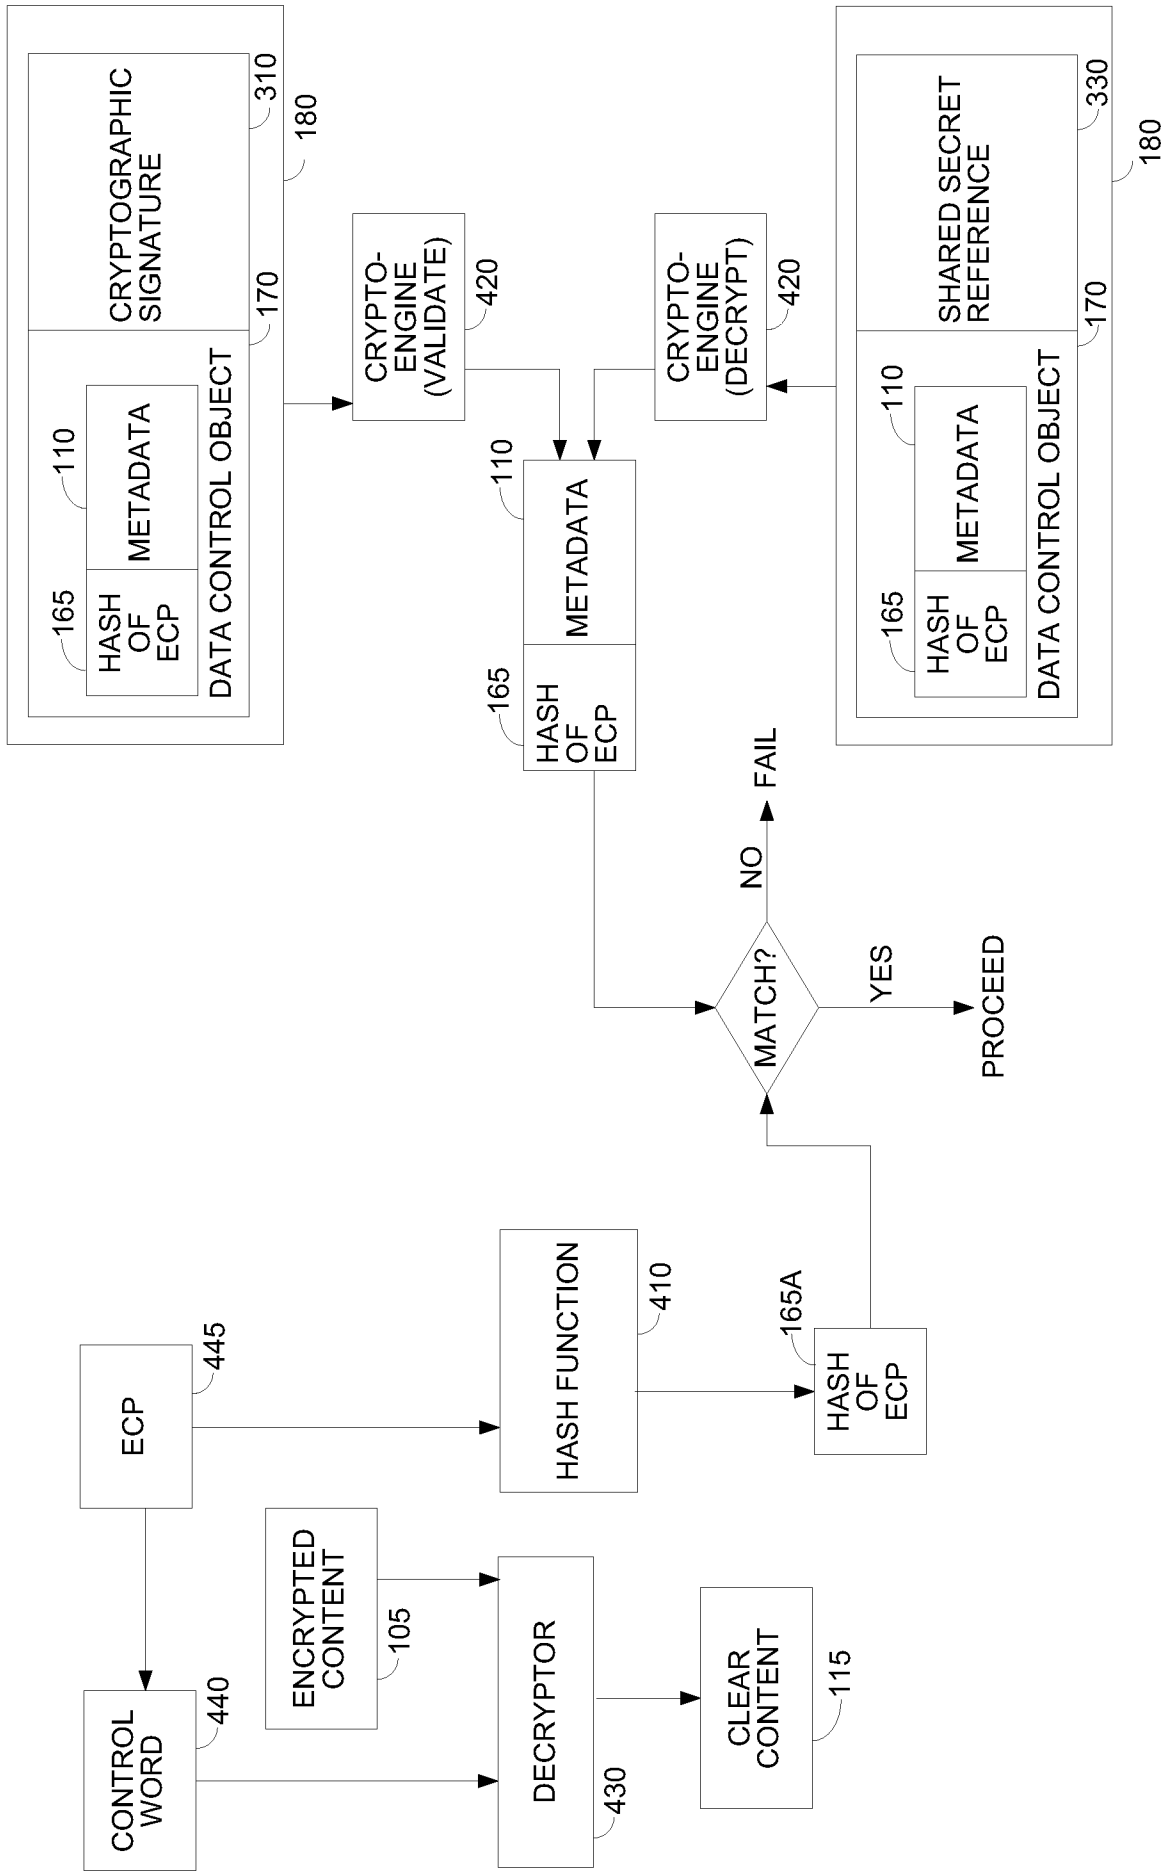 CONTROL
WORD
440
ECP
445
ENCRYPTED
CONTENT
105
DECRYPTOR
430
CLEAR
CONTENT
115
HASH FUNCTION
410
HASH
OF
ECP
165A
MATCH?
NO
FAIL
YES
PROCEED
HASH
OF
ECP
165
METADATA
110
HASH
OF
ECP
165
METADATA
110
DATA CONTROL OBJECT
170
CRYPTOGRAPHIC
SIGNATURE
310
180
CRYPTO-
ENGINE
(VALIDATE)
420
CRYPTO-
ENGINE
(DECRYPT)
420
HASH
OF
ECP
165
METADATA
110
DATA CONTROL OBJECT
170
SHARED SECRET
REFERENCE
330
180